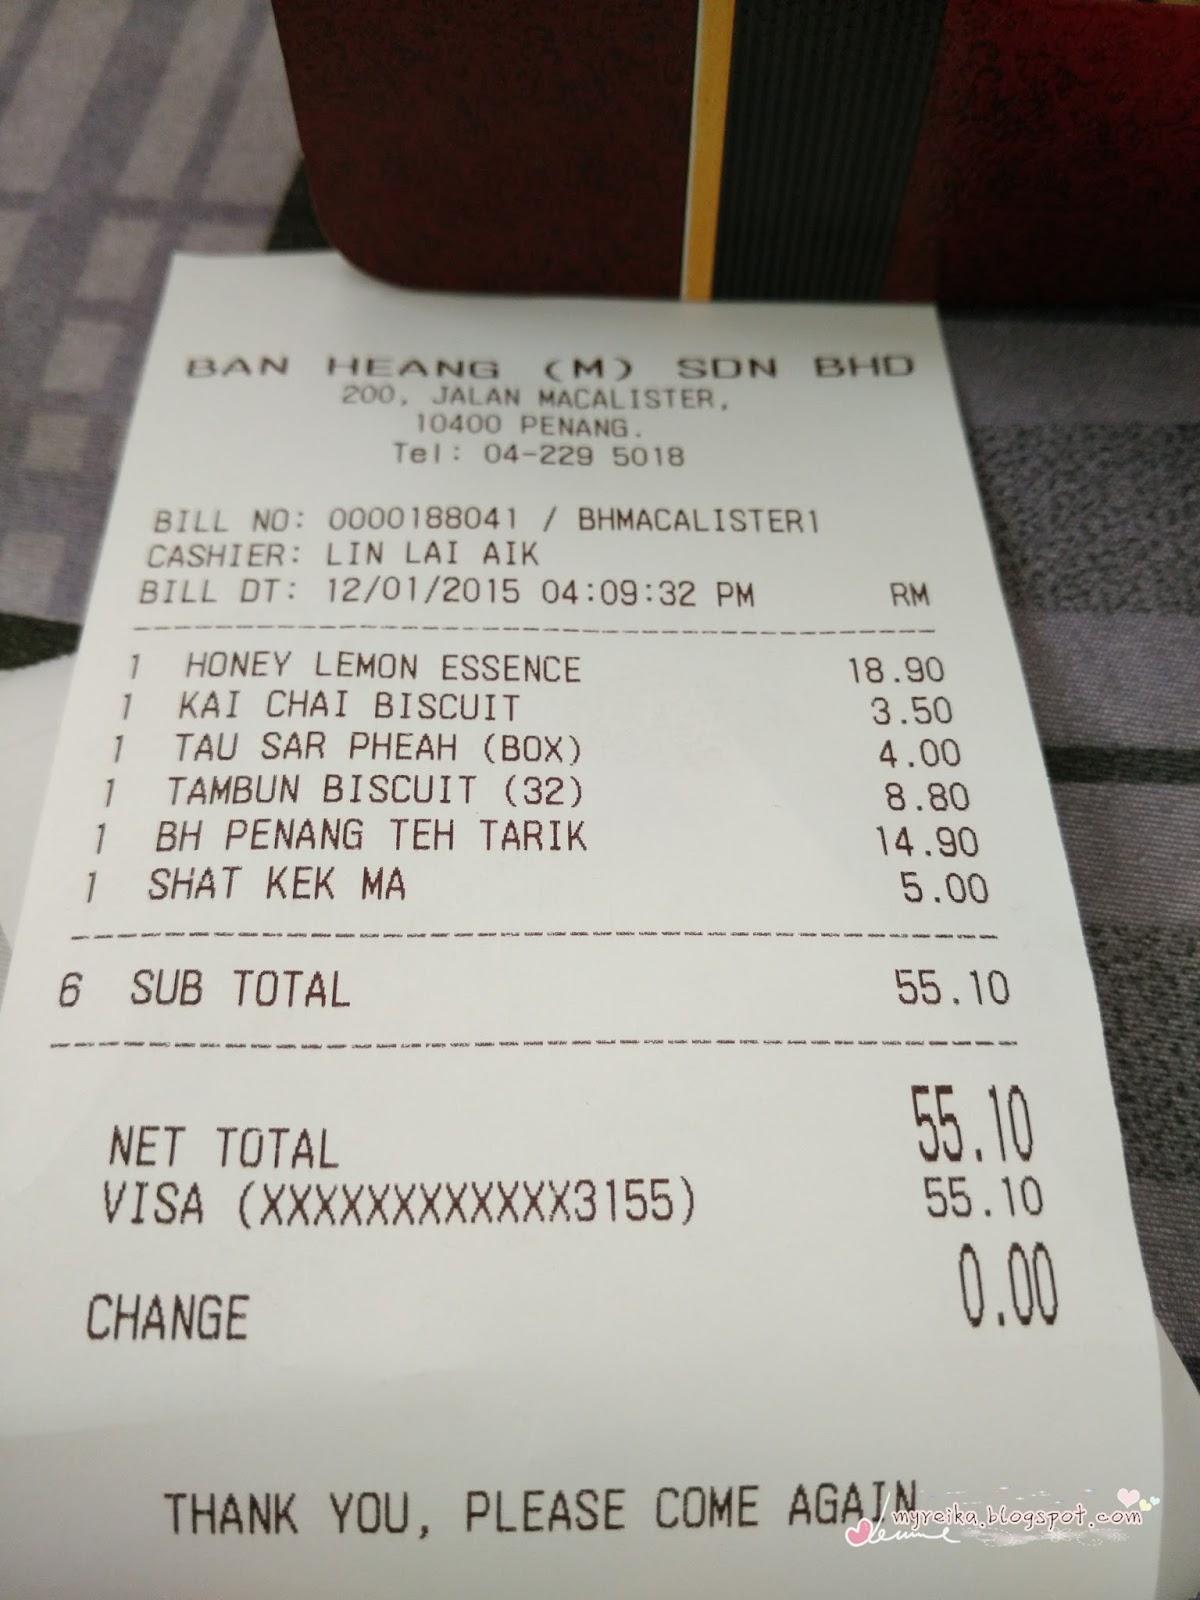 BAN HEANG (M) SDN BHD
200, JALAN MACALISTER,
10400 PENANG.
Tel: 04-229 5018
BILL NO: 0000188041 / BHMACALISTER1
CASHIER: LIN LAI AIK
BILL DT: 12/01/2015 04:09:32 PM RM
1 HONEY LEMON ESSENCE 18.90
1 KAI CHAI BISCUIT 3.50
1 TAU SAR PHEAH (BOX) 4.00
1 TAMBUN BISCUIT (32) 8.80
1 BH PENANG TEH TARIK 14.90
1 SHAT KEK MA 5.00
6 SUB TOTAL 55.10
NET TOTAL 55.10
VISA (XXXXXXXXXXXX3155) 55.10
CHANGE 0.00
THANK YOU, PLEASE COME AGAIN
myreika.blogspot.com